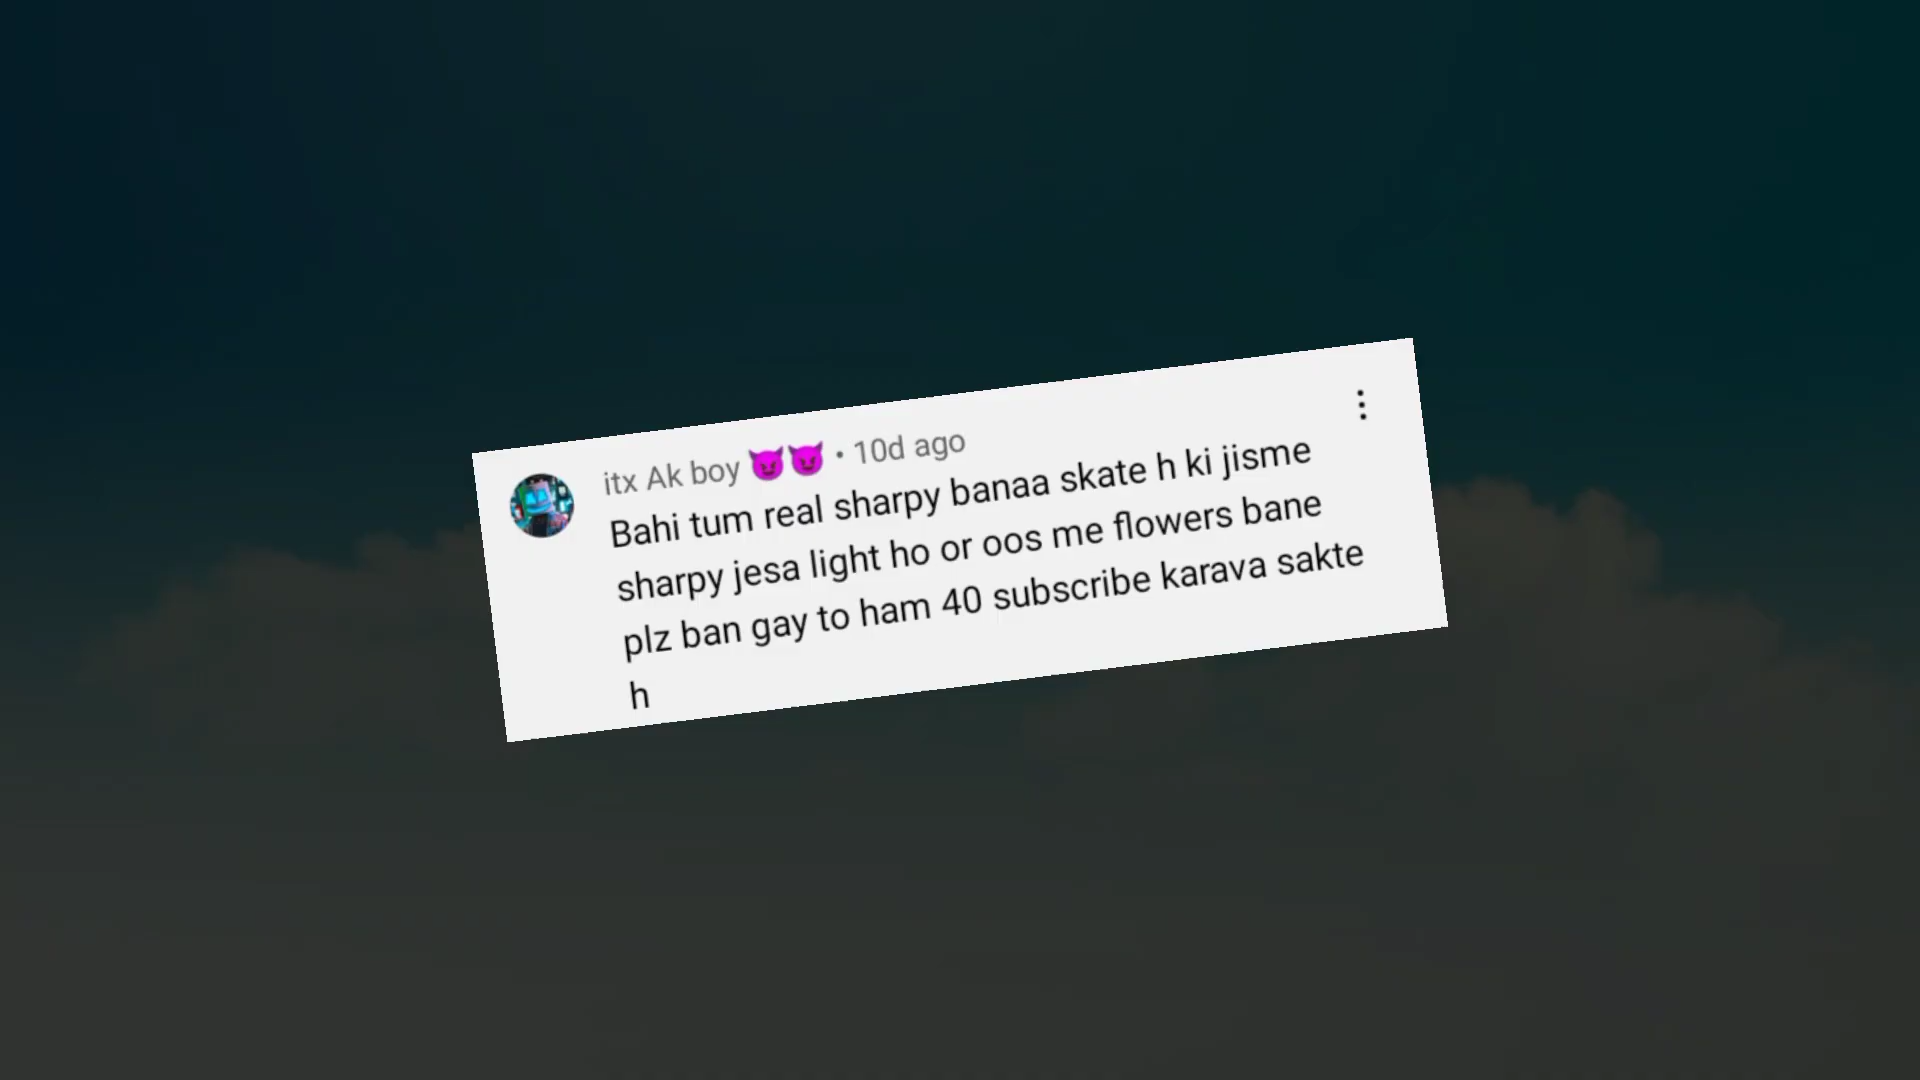 itx Ak boy 😈😈 • 10d ago
Bahi tum real sharpy banaa skate h ki jisme
sharpy jesa light ho or oos me flowers bane
plz ban gay to ham 40 subscribe karava sakte
h